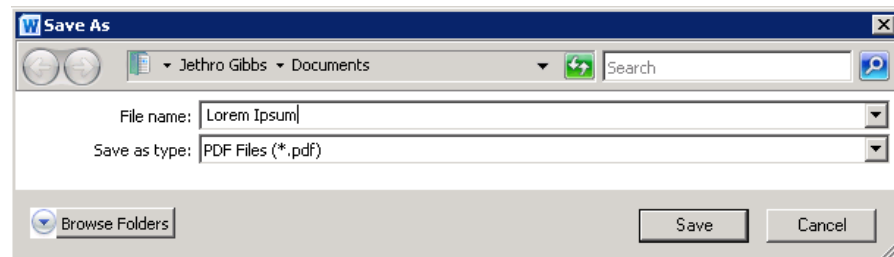 Save As
Jethro Gibbs Documents Search
File name: Lorem Ipsum
Save as type: PDF Files (*.pdf)
Browse Folders Save Cancel